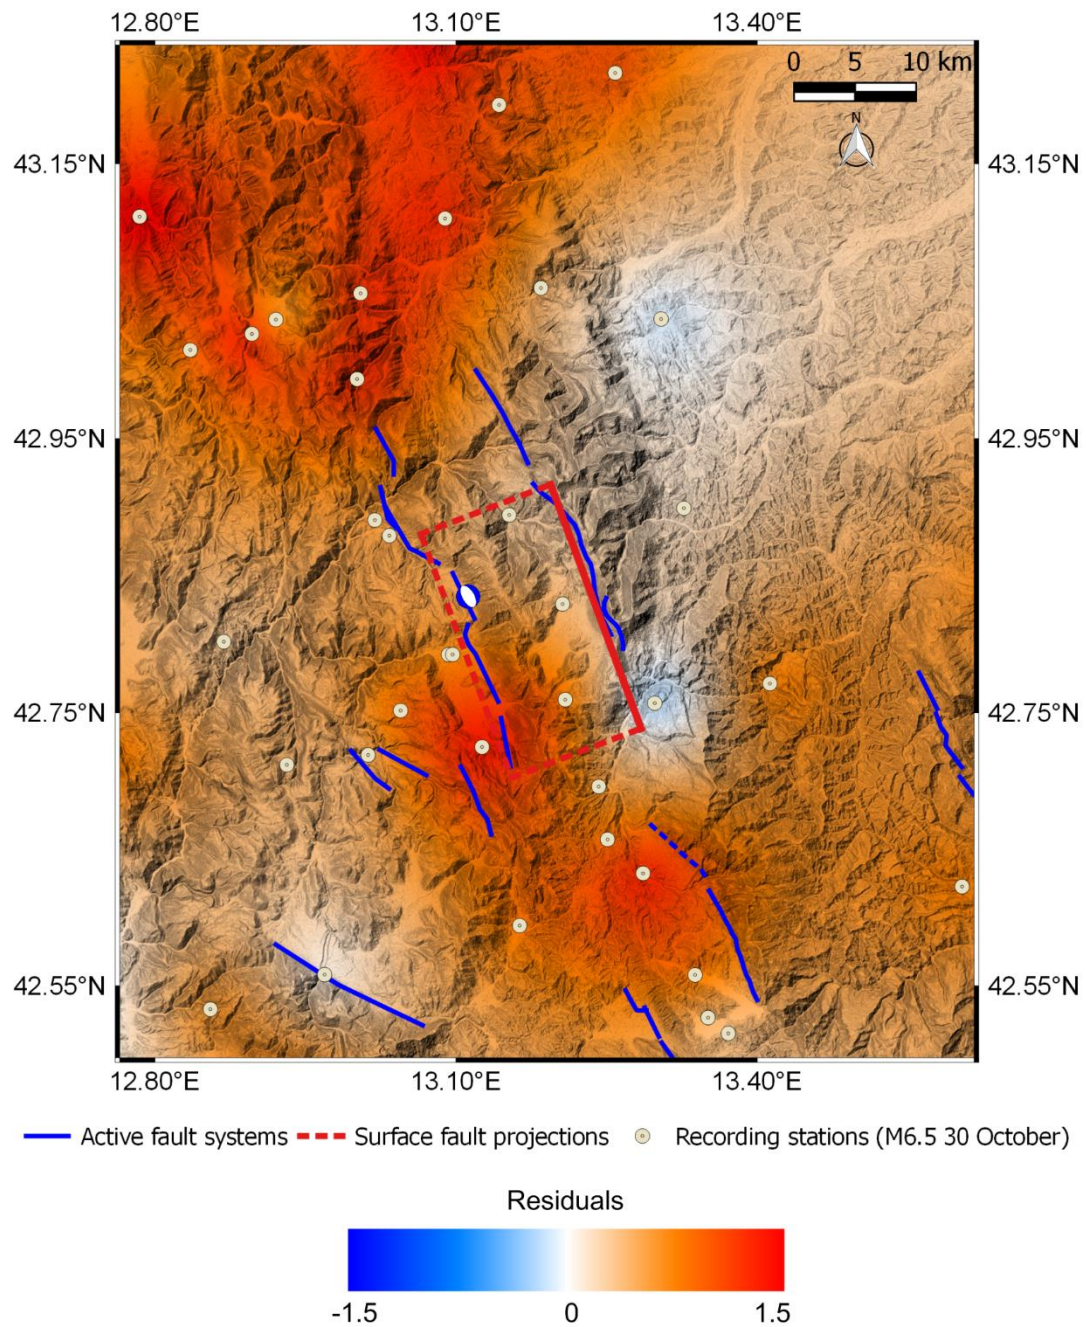 12.80°E 13.10°E 13.40°E
0 5 10 km
N
43.15°N 43.15°N
42.95°N 42.95°N
42.75°N 42.75°N
42.55°N 42.55°N
12.80°E 13.10°E 13.40°E
Active fault systems Surface fault projections Recording stations (M6.5 30 October)
Residuals
-1.5 0 1.5